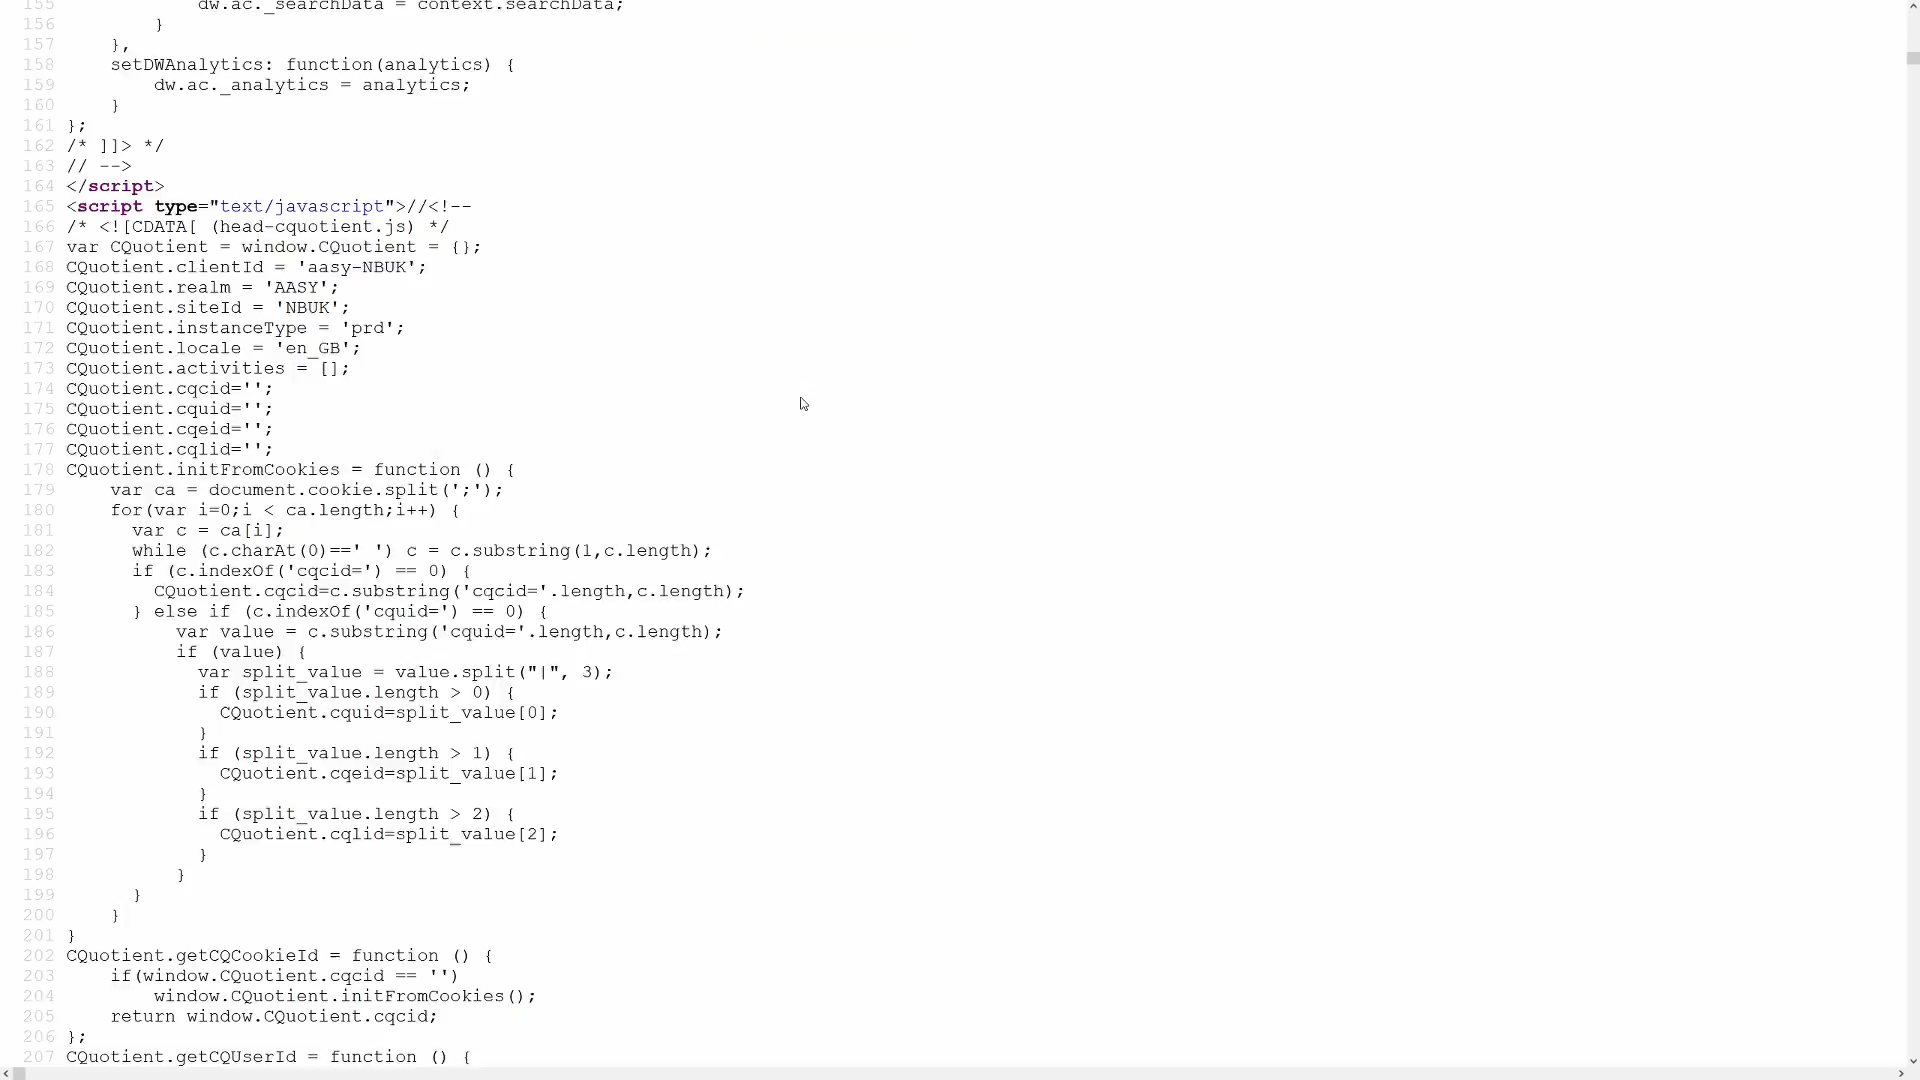 155             dw.ac._searchData = context.searchData;
156         }
157     },
158     setDWAnalytics: function(analytics) {
159         dw.ac._analytics = analytics;
160     }
161 };
162 /* ]]> */
163 // -->
164 </script>
165 <script type="text/javascript">//<!--
166 /* <![CDATA[ (head-cquotient.js) */
167 var CQuotient = window.CQuotient = {};
168 CQuotient.clientId = 'aasy-NBUK';
169 CQuotient.realm = 'AASY';
170 CQuotient.siteId = 'NBUK';
171 CQuotient.instanceType = 'prd';
172 CQuotient.locale = 'en_GB';
173 CQuotient.activities = [];
174 CQuotient.cqcid='';
175 CQuotient.cquid='';
176 CQuotient.cqeid='';
177 CQuotient.cqlid='';
178 CQuotient.initFromCookies = function () {
179     var ca = document.cookie.split(';');
180     for(var i=0;i < ca.length;i++) {
181       var c = ca[i];
182       while (c.charAt(0)==' ') c = c.substring(1,c.length);
183       if (c.indexOf('cqcid=') == 0) {
184         CQuotient.cqcid=c.substring('cqcid='.length,c.length);
185       } else if (c.indexOf('cquid=') == 0) {
186           var value = c.substring('cquid='.length,c.length);
187           if (value) {
188             var split_value = value.split("|", 3);
189             if (split_value.length > 0) {
190               CQuotient.cquid=split_value[0];
191             }
192             if (split_value.length > 1) {
193               CQuotient.cqeid=split_value[1];
194             }
195             if (split_value.length > 2) {
196               CQuotient.cqlid=split_value[2];
197             }
198           }
199       }
200     }
201 }
202 CQuotient.getCQCookieId = function () {
203     if(window.CQuotient.cqcid == '')
204         window.CQuotient.initFromCookies();
205     return window.CQuotient.cqcid;
206 };
207 CQuotient.getCQUserId = function () {